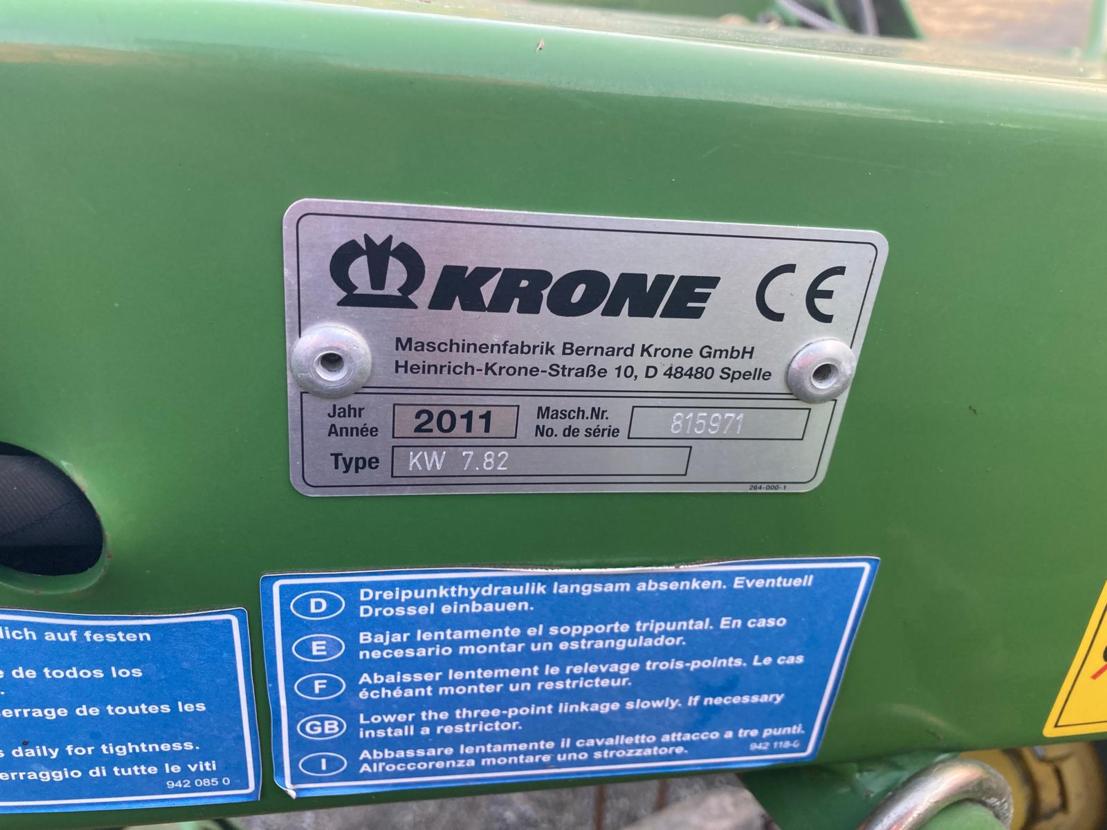 KRONE CE
Maschinenfabrik Bernard Krone GmbH
Heinrich-Krone-Straße 10, D 48480 Spelle
Jahr
Année
2011
Masch.Nr.
No. de série
815971
Type KW 7.82
264-000-1
D Dreipunkthydraulik langsam absenken. Eventuell
Drossel einbauen.
E Bajar lentamente el sopporte tripuntal. En caso
necesario montar un estrangulador.
F Abaisser lentement le relevage trois-points. Le cas
échéant monter un restricteur.
GB Lower the three-point linkage slowly. If necessary
install a restrictor.
I Abbassare lentamente il cavalletto attacco a tre punti.
All'occorenza montare uno strozzatore.
942 118-0
lich auf festen
e de todos los
errage de toutes les
s daily for tightness.
erraggio di tutte le viti
942 085 0